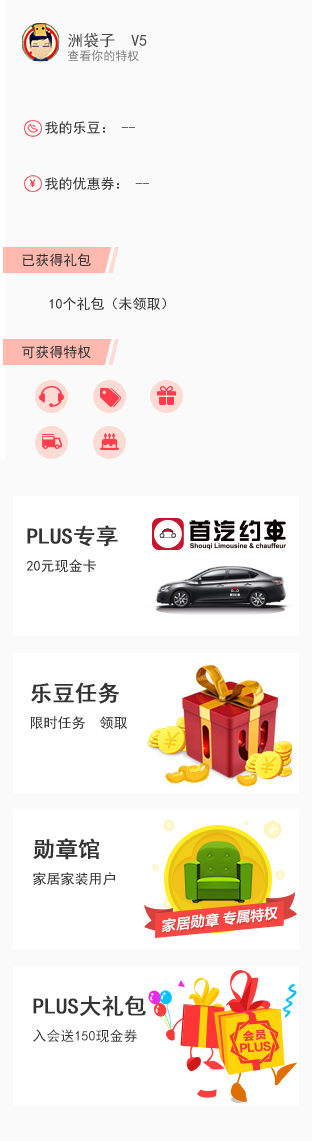 洲袋子 V5
查看你的特权
我的乐豆： --
¥ 我的优惠券： --
已获得礼包
10个礼包（未领取）
可获得特权
PLUS专享
20元现金卡
首汽约車
Shouqi Limousine & chauffeur
乐豆任务
限时任务 领取
勋章馆
家居家装用户
家居勋章 专属特权
PLUS大礼包
入会送150现金券
会员
PLUS